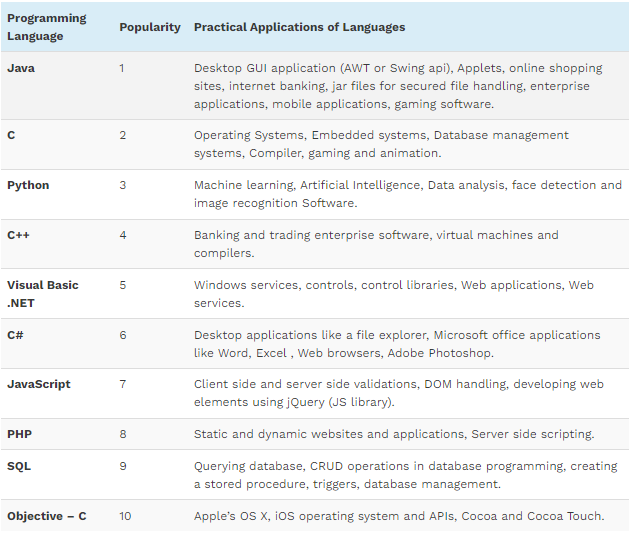 Programming
Language
Popularity
Practical Applications of Languages
Java
1
Desktop GUI application (AWT or Swing api), Applets, online shopping
sites, internet banking, jar files for secured file handling, enterprise
applications, mobile applications, gaming software.
C
2
Operating Systems, Embedded systems, Database management
systems, Compiler, gaming and animation.
Python
3
Machine learning, Artificial Intelligence, Data analysis, face detection and
image recognition Software.
C++
4
Banking and trading enterprise software, virtual machines and
compilers.
Visual Basic
.NET
5
Windows services, controls, control libraries, Web applications, Web
services.
C#
6
Desktop applications like a file explorer, Microsoft office applications
like Word, Excel , Web browsers, Adobe Photoshop.
JavaScript
7
Client side and server side validations, DOM handling, developing web
elements using jQuery (JS library).
PHP
8
Static and dynamic websites and applications, Server side scripting.
SQL
9
Querying database, CRUD operations in database programming, creating
a stored procedure, triggers, database management.
Objective – C
10
Apple’s OS X, iOS operating system and APIs, Cocoa and Cocoa Touch.